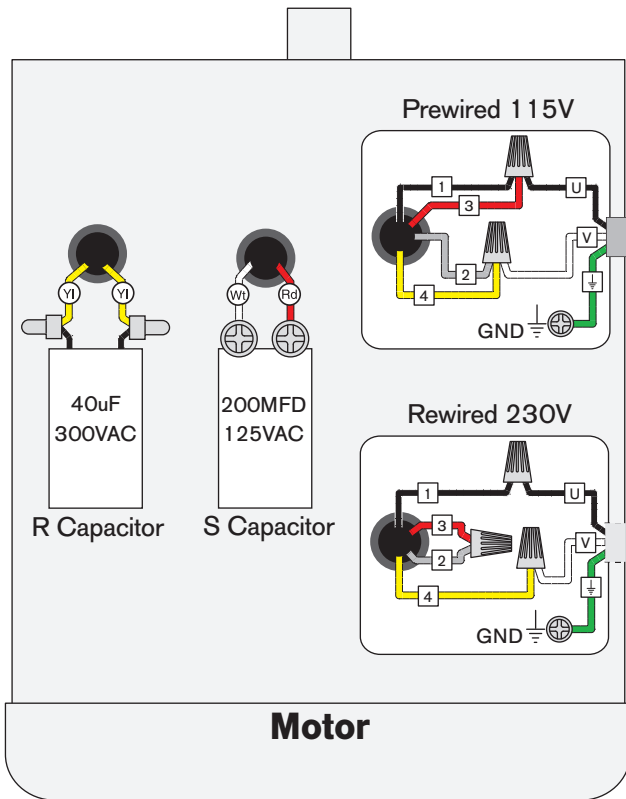 Prewired 115V
1
U
3
V
2
4
GND
Yl
Yl
Wt
Rd
40uF
300VAC
200MFD
125VAC
R Capacitor
S Capacitor
Rewired 230V
1
U
3
V
2
4
GND
Motor